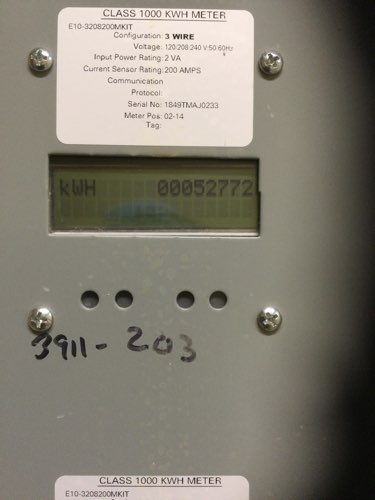 CLASS 1000 KWH METER
E10-3208200MKIT
Configuration: 3 WIRE
Voltage: 120:208:240 V:50:60Hz
Input Power Rating: 2 VA
Current Sensor Rating: 200 AMPS
Communication
Protocol:
Serial No: 1849TMAJ0233
Meter Pos: 02-14
Tag:
kWH 00052772
3911-203
CLASS 1000 KWH METER
E10-3208200MKIT